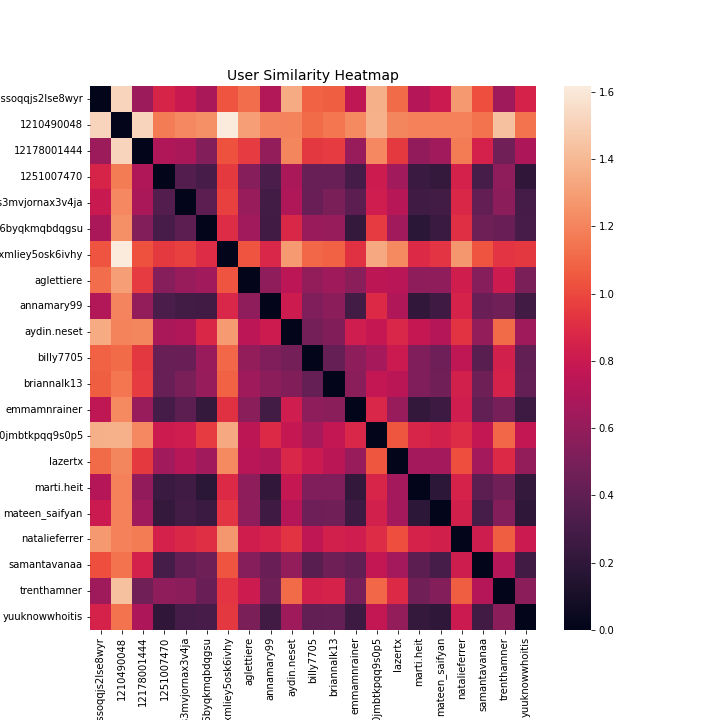 User Similarity Heatmap
ssoqqjs2lse8wyr
1210490048
12178001444
1251007470
s3mvjornax3v4ja
6byqkmqbdqgsu
xmliey5osk6ivhy
aglettiere
annamary99
aydin.neset
billy7705
briannalk13
emmamnrainer
0jmbtkpqq9s0p5
lazertx
marti.heit
mateen_saifyan
natalieferrer
samantavanaa
trenthamner
yuuknowwhoitis
ssoqqjs2lse8wyr
1210490048
12178001444
1251007470
s3mvjornax3v4ja
6byqkmqbdqgsu
xmliey5osk6ivhy
aglettiere
annamary99
aydin.neset
billy7705
briannalk13
emmamnrainer
0jmbtkpqq9s0p5
lazertx
marti.heit
mateen_saifyan
natalieferrer
samantavanaa
trenthamner
yuuknowwhoitis
1.6
1.4
1.2
1.0
0.8
0.6
0.4
0.2
0.0